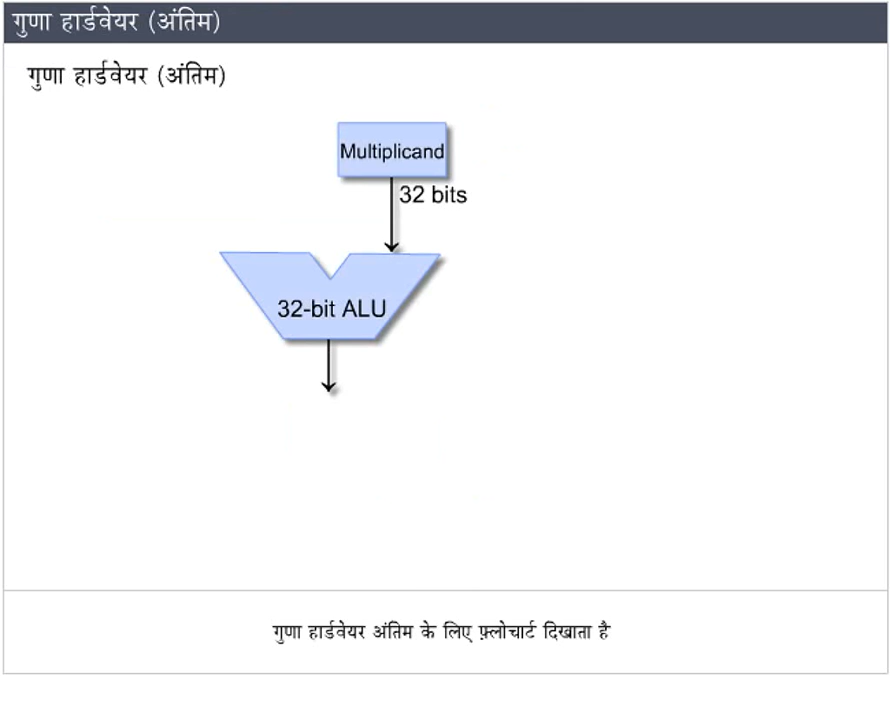 गुणा हार्डवेयर (अंतिम)
गुणा हार्डवेयर (अंतिम)
Multiplicand
32 bits
32-bit ALU
गुणा हार्डवेयर अंतिम के लिए फ़्लोचार्ट दिखाता है